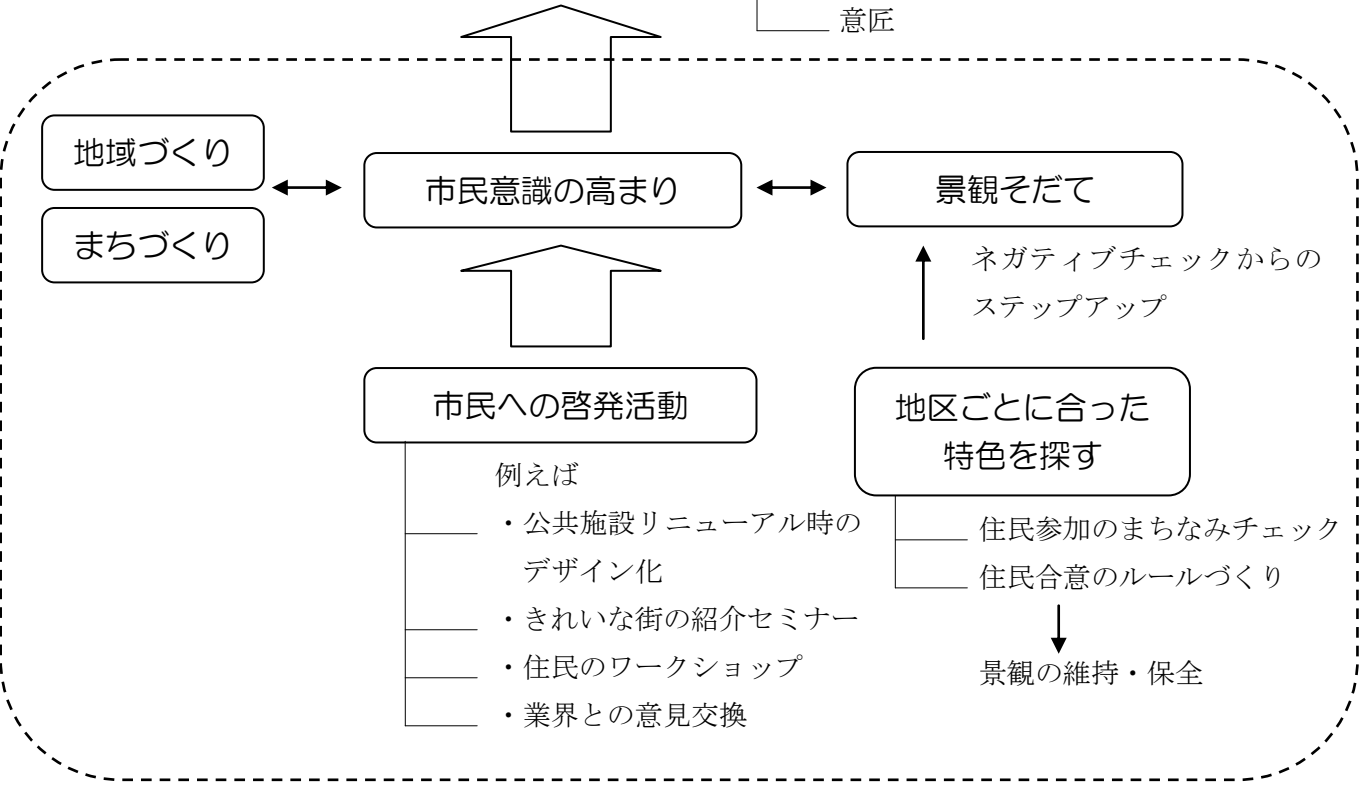 意匠
地域づくり
まちづくり
市民意識の高まり
景観そだて
ネガティブチェックからの
ステップアップ
市民への啓発活動
例えば
・公共施設リニューアル時の
デザイン化
・きれいな街の紹介セミナー
・住民のワークショップ
・業界との意見交換
地区ごとに合った
特色を探す
住民参加のまちなみチェック
住民合意のルールづくり
景観の維持・保全